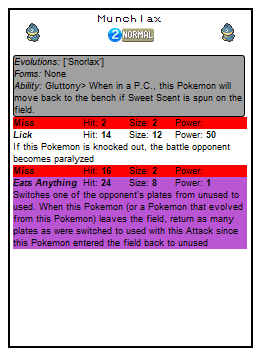 Munchlax
2 NORMAL
Evolutions: ['Snorlax']
Forms: None
Ability: Gluttony> When in a P.C., this Pokemon will
move back to the bench if Sweet Scent is spun on the
field.
Miss Hit: 2 Size: 2 Power:
Lick Hit: 14 Size: 12 Power: 50
If this Pokemon is knocked out, the battle opponent
becomes paralyzed
Miss Hit: 16 Size: 2 Power:
Eats Anything Hit: 24 Size: 8 Power: 1
Switches one of the opponent's plates from unused to
used. When this Pokemon (or a Pokemon that evolved
from this Pokemon) leaves the field, return as many
plates as were switched to used with this Attack since
this Pokemon entered the field back to unused